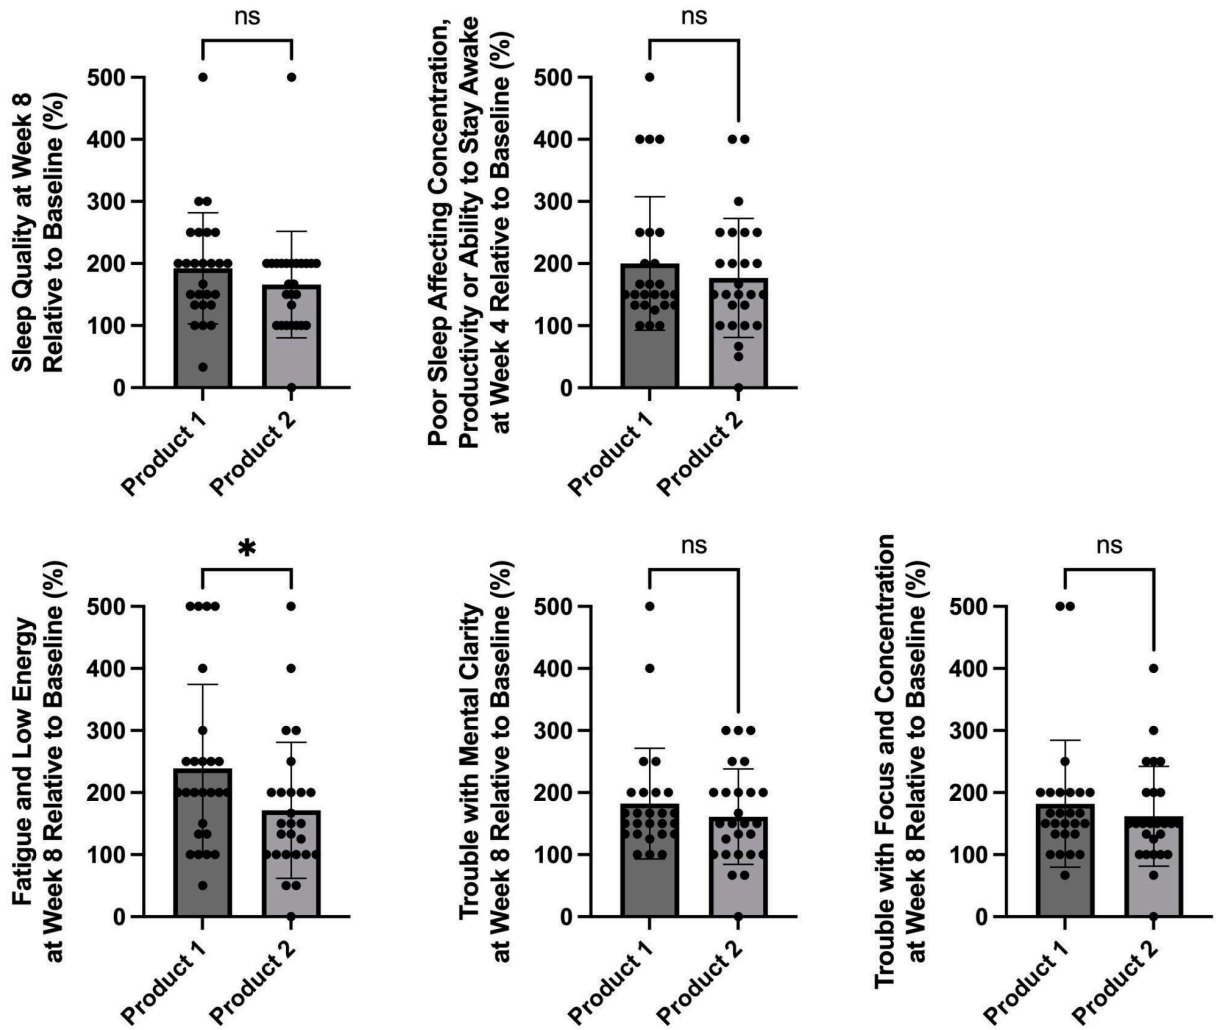 ns
Sleep Quality at Week 8
Relative to Baseline (%)
500
400
300
200
100
0
Product 1
Product 2
ns
Poor Sleep Affecting Concentration,
Productivity or Ability to Stay Awake
at Week 4 Relative to Baseline (%)
500
400
300
200
100
0
Product 1
Product 2
*
Fatigue and Low Energy
at Week 8 Relative to Baseline (%)
500
400
300
200
100
0
Product 1
Product 2
ns
Trouble with Mental Clarity
at Week 8 Relative to Baseline (%)
500
400
300
200
100
0
Product 1
Product 2
ns
Trouble with Focus and Concentration
at Week 8 Relative to Baseline (%)
500
400
300
200
100
0
Product 1
Product 2